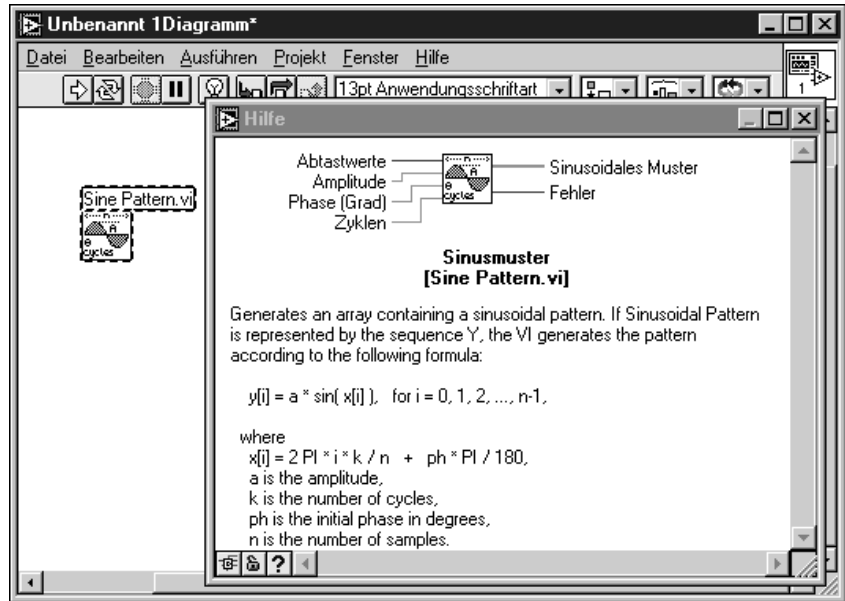 Unbenannt 1Diagramm*
Datei Bearbeiten Ausführen Projekt Fenster Hilfe
13pt Anwendungsschriftart
1
Sine Pattern.vi
n
A
θ
cycles
Hilfe
Abtastwerte
Amplitude
Phase (Grad)
Zyklen
n
A
θ
cycles
Sinusoidales Muster
Fehler
Sinusmuster
[Sine Pattern.vi]
Generates an array containing a sinusoidal pattern. If Sinusoidal Pattern
is represented by the sequence Y, the VI generates the pattern
according to the following formula:
y[i] = a * sin( x[i] ), for i = 0, 1, 2, ..., n-1,
where
x[i] = 2 PI * i * k / n + ph * PI / 180,
a is the amplitude,
k is the number of cycles,
ph is the initial phase in degrees,
n is the number of samples.
?